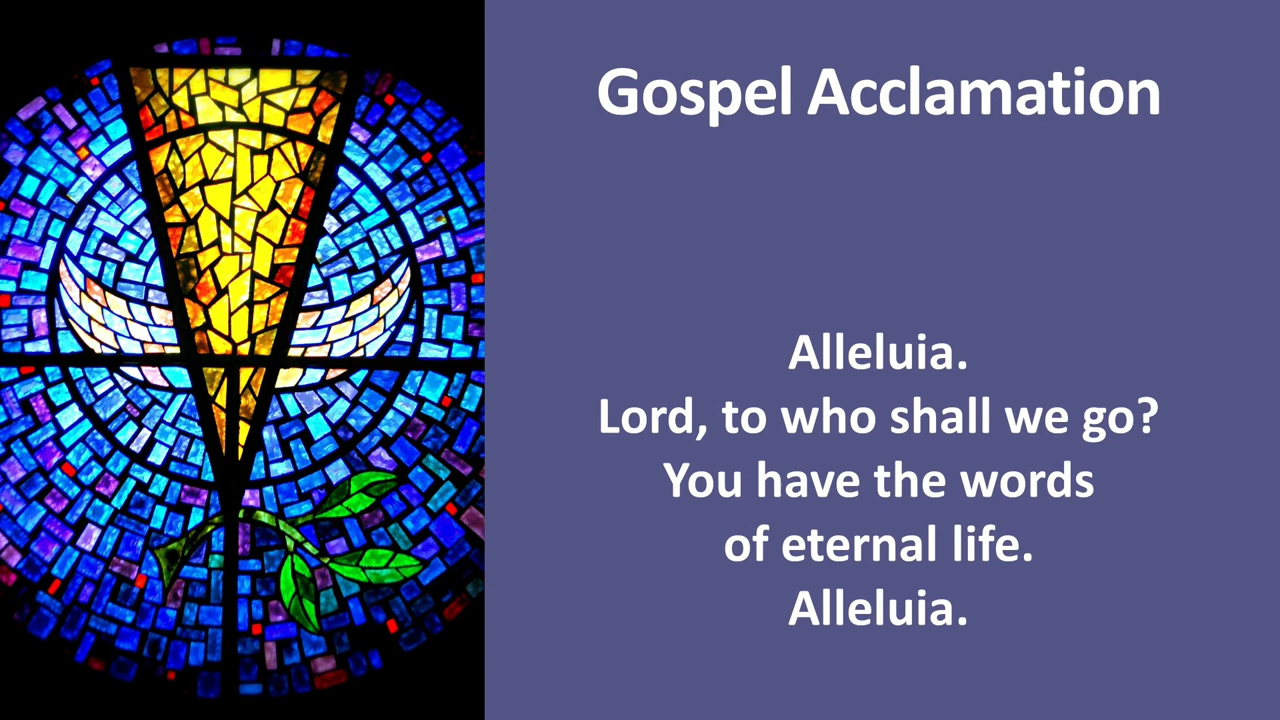 Gospel Acclamation
Alleluia.
Lord, to who shall we go?
You have the words
of eternal life.
Alleluia.